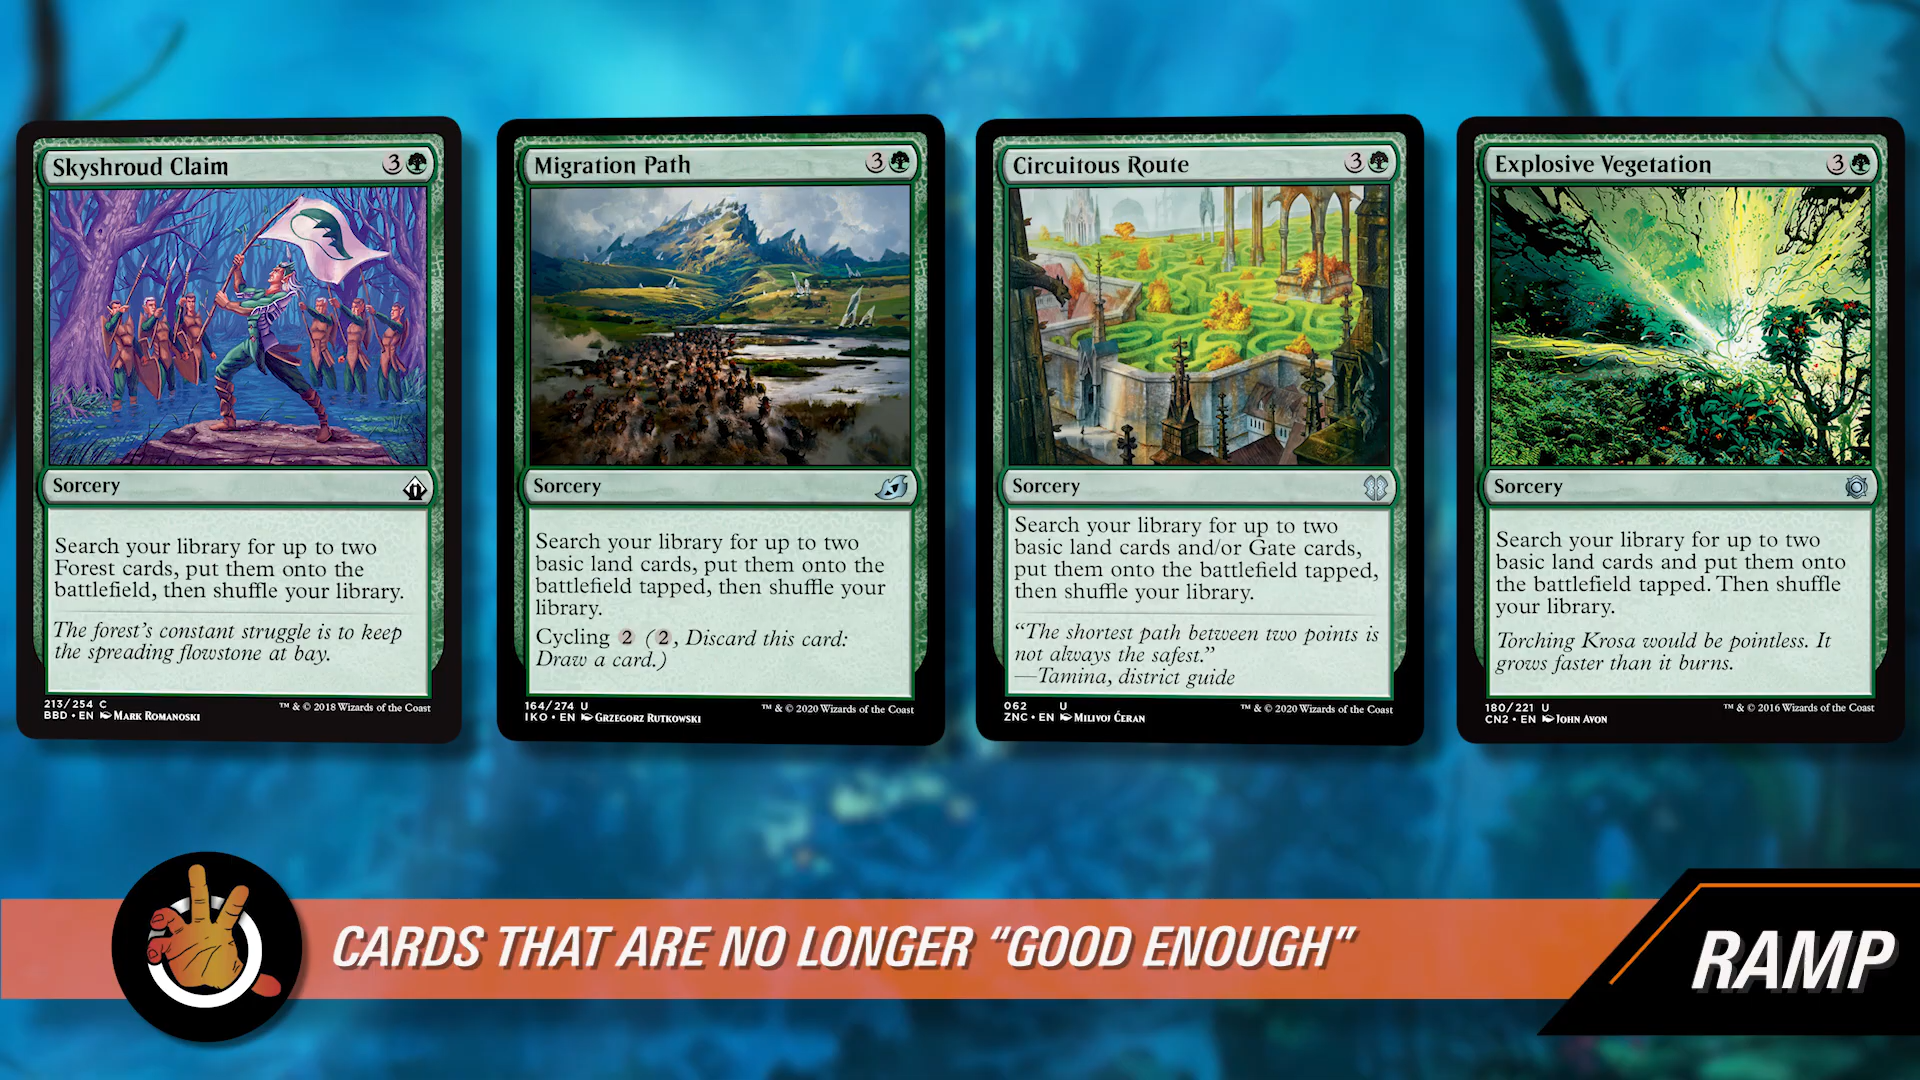 Skyshroud Claim 3
Sorcery
Search your library for up to two
Forest cards, put them onto the
battlefield, then shuffle your library.
The forest's constant struggle is to keep
the spreading flowstone at bay.
213/254 C
BBD • EN Mark Romanoski
™ & © 2018 Wizards of the Coast
Migration Path 3
Sorcery
Search your library for up to two
basic land cards, put them onto the
battlefield tapped, then shuffle your
library.
Cycling 2 (2, Discard this card:
Draw a card.)
164/274 U
IKO • EN Grzegorz Rutkowski
™ & © 2020 Wizards of the Coast
Circuitous Route 3
Sorcery
Search your library for up to two
basic land cards and/or Gate cards,
put them onto the battlefield tapped,
then shuffle your library.
“The shortest path between two points is
not always the safest.”
—Tamina, district guide
062 U
ZNC • EN Milivoj Ćeran
™ & © 2020 Wizards of the Coast
Explosive Vegetation 3
Sorcery
Search your library for up to two
basic land cards and put them onto
the battlefield tapped. Then shuffle
your library.
Torching Krosa would be pointless. It
grows faster than it burns.
180/221 U
CN2 • EN John Avon
™ & © 2016 Wizards of the Coast
CARDS THAT ARE NO LONGER “GOOD ENOUGH”
RAMP